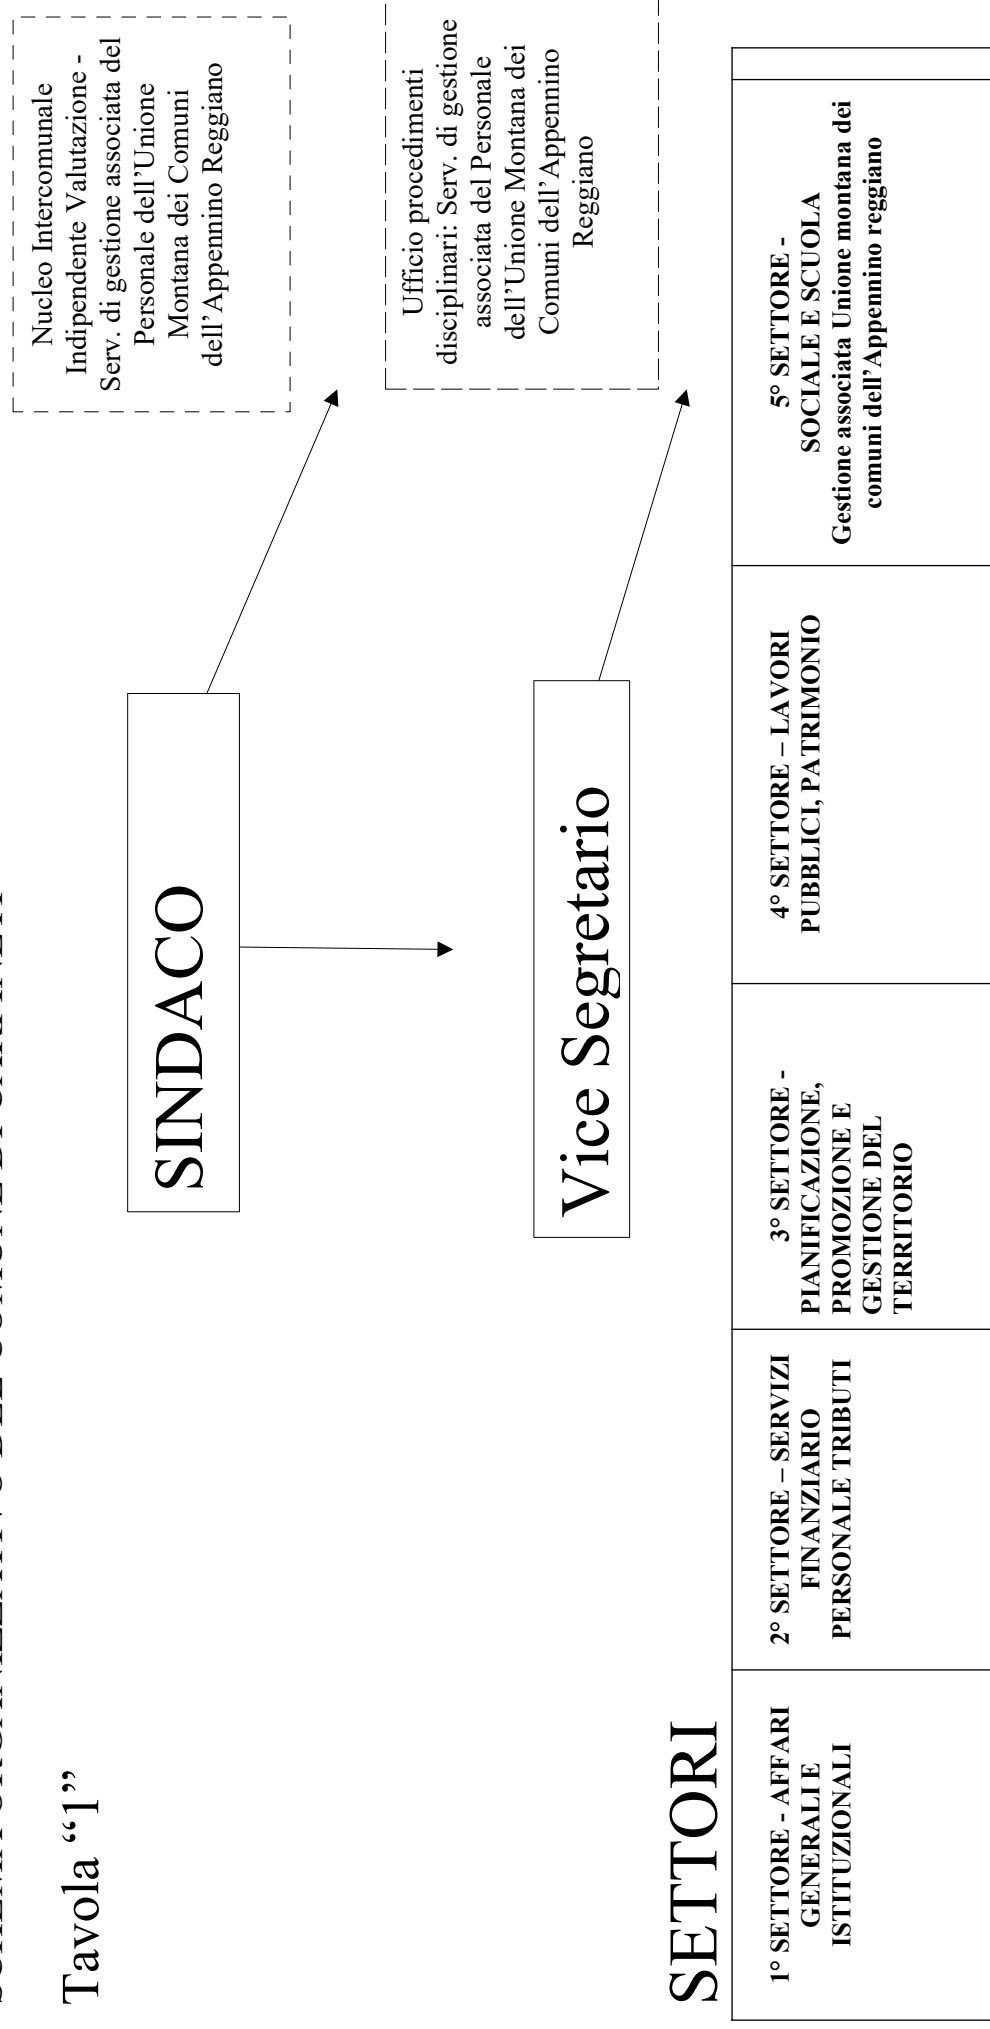 Tavola “1”
Nucleo Intercomunale
Indipendente Valutazione -
Serv. di gestione associata del
Personale dell’Unione
Montana dei Comuni
dell’Appennino Reggiano
SINDACO
Ufficio procedimenti
disciplinari: Serv. di gestione
associata del Personale
dell’Unione Montana dei
Comuni dell’Appennino
Reggiano
Vice Segretario
SETTORI
1° SETTORE - AFFARI
GENERALI E
ISTITUZIONALI
2° SETTORE – SERVIZI
FINANZIARIO
PERSONALE TRIBUTI
3° SETTORE -
PIANIFICAZIONE,
PROMOZIONE E
GESTIONE DEL
TERRITORIO
4° SETTORE – LAVORI
PUBBLICI, PATRIMONIO
5° SETTORE -
SOCIALE E SCUOLA
Gestione associata Unione montana dei
comuni dell’Appennino reggiano